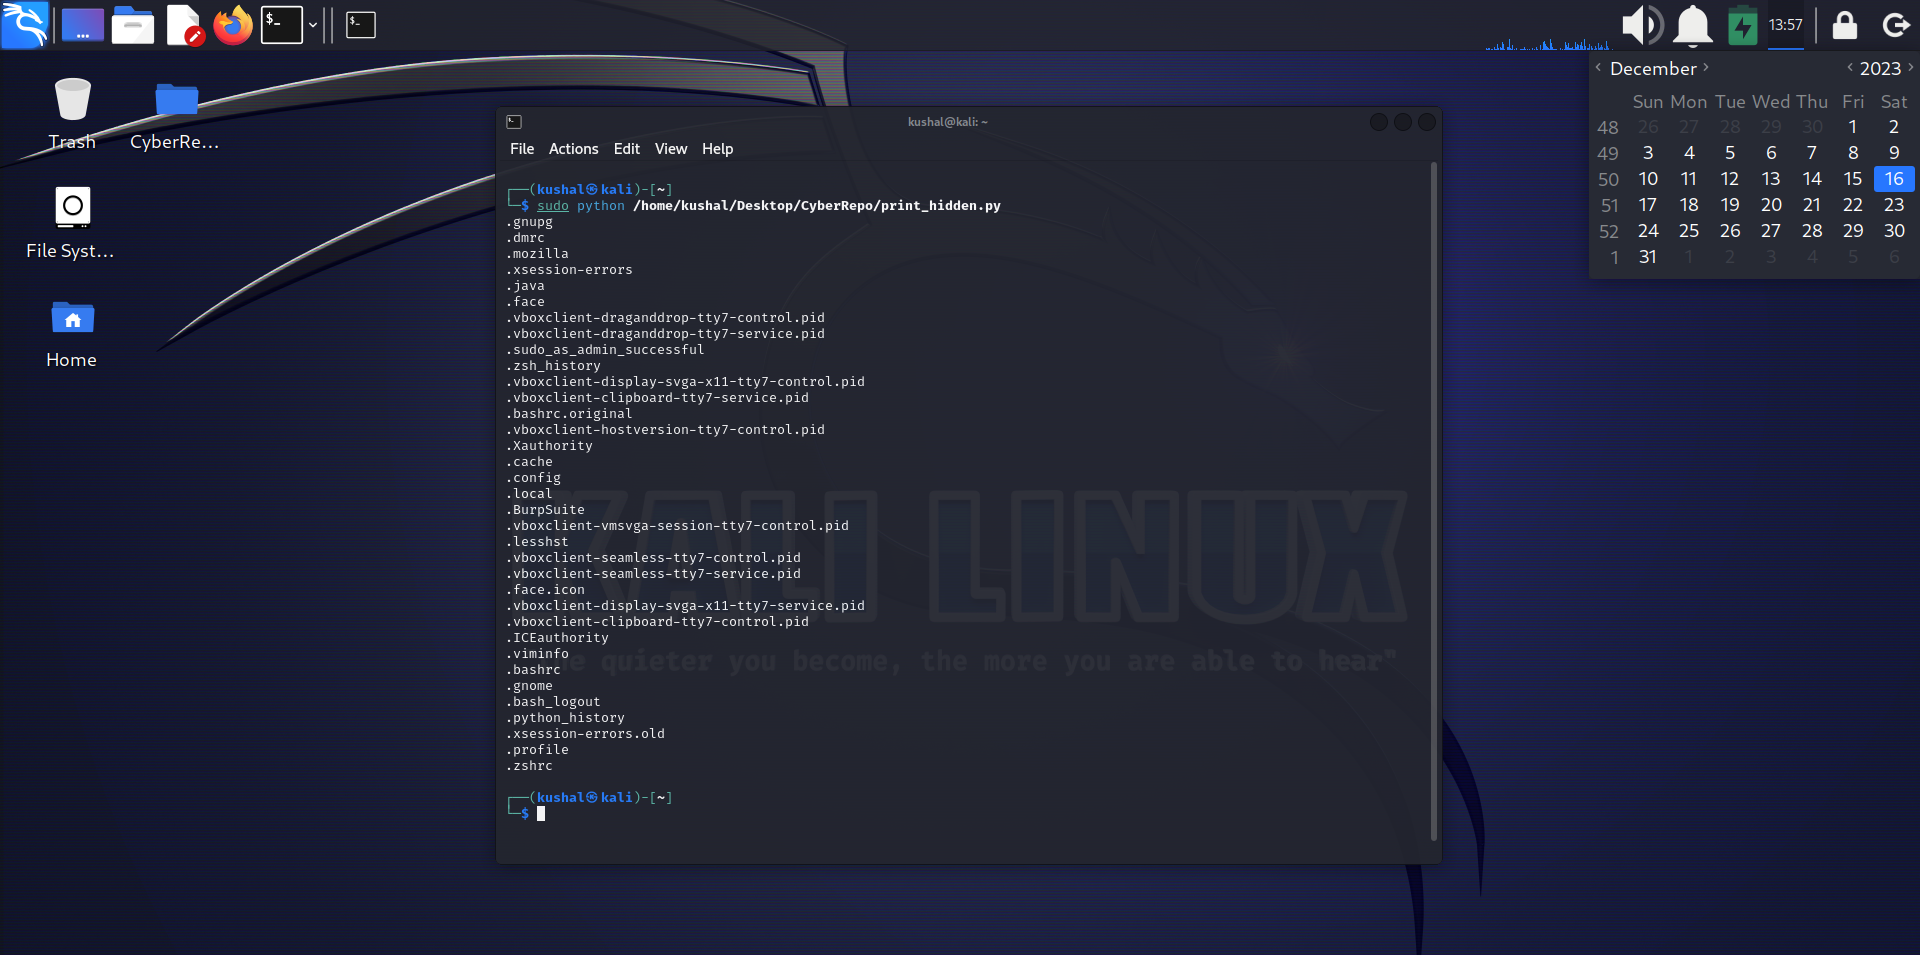 $_
$_
13:57
December 2023
Sun Mon Tue Wed Thu Fri Sat
48 26 27 28 29 30 1 2
49 3 4 5 6 7 8 9
50 10 11 12 13 14 15 16
51 17 18 19 20 21 22 23
52 24 25 26 27 28 29 30
1 31 1 2 3 4 5 6
Trash
CyberRe...
File Syst...
Home
kushal@kali: ~
File Actions Edit View Help
┌──(kushal㉿kali)-[~]
└─$ sudo python /home/kushal/Desktop/CyberRepo/print_hidden.py
.gnupg
.dmrc
.mozilla
.xsession-errors
.java
.face
.vboxclient-draganddrop-tty7-control.pid
.vboxclient-draganddrop-tty7-service.pid
.sudo_as_admin_successful
.zsh_history
.vboxclient-display-svga-x11-tty7-control.pid
.vboxclient-clipboard-tty7-service.pid
.bashrc.original
.vboxclient-hostversion-tty7-control.pid
.Xauthority
.cache
.config
.local
.BurpSuite
.vboxclient-vmsvga-session-tty7-control.pid
.lesshst
.vboxclient-seamless-tty7-control.pid
.vboxclient-seamless-tty7-service.pid
.face.icon
.vboxclient-display-svga-x11-tty7-service.pid
.vboxclient-clipboard-tty7-control.pid
.ICEauthority
.viminfo
.bashrc
.gnome
.bash_logout
.python_history
.xsession-errors.old
.profile
.zshrc
┌──(kushal㉿kali)-[~]
└─$
KALI LINUX
quieter you become, the more you are able to hear"